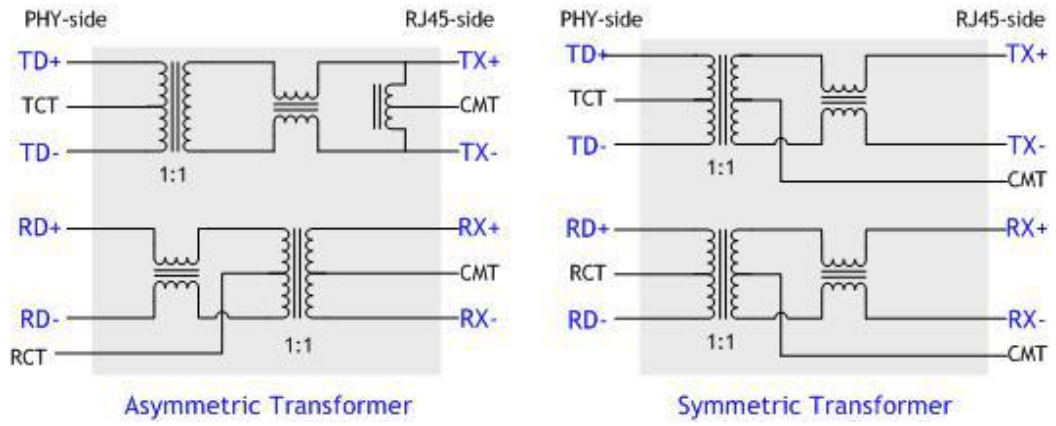 PHY-side RJ45-side
TD+ TX+
TCT CMT
TD- TX-
1:1
RD+ RX+
CMT
RD- RX-
RCT
1:1
Asymmetric Transformer
PHY-side RJ45-side
TD+ TX+
TCT
TD- TX-
1:1
CMT
RD+ RX+
RCT
RD- RX-
1:1
CMT
Symmetric Transformer